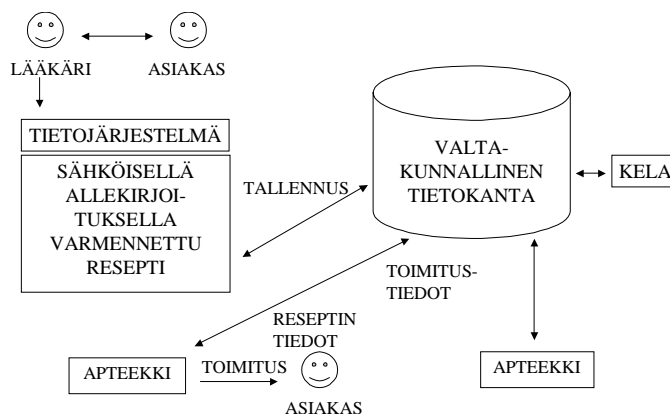 LÄÄKÄRI
ASIAKAS
TIETOJÄRJESTELMÄ
SÄHKÖISELLÄ
ALLEKIRJOI-
TUKSELLA
VARMENNETTU
RESEPTI
TALLENNUS
VALTA-
KUNNALLINEN
TIETOKANTA
KELA
TOIMITUS-
TIEDOT
RESEPTIN
TIEDOT
APTEEKKI
TOIMITUS
ASIAKAS
APTEEKKI